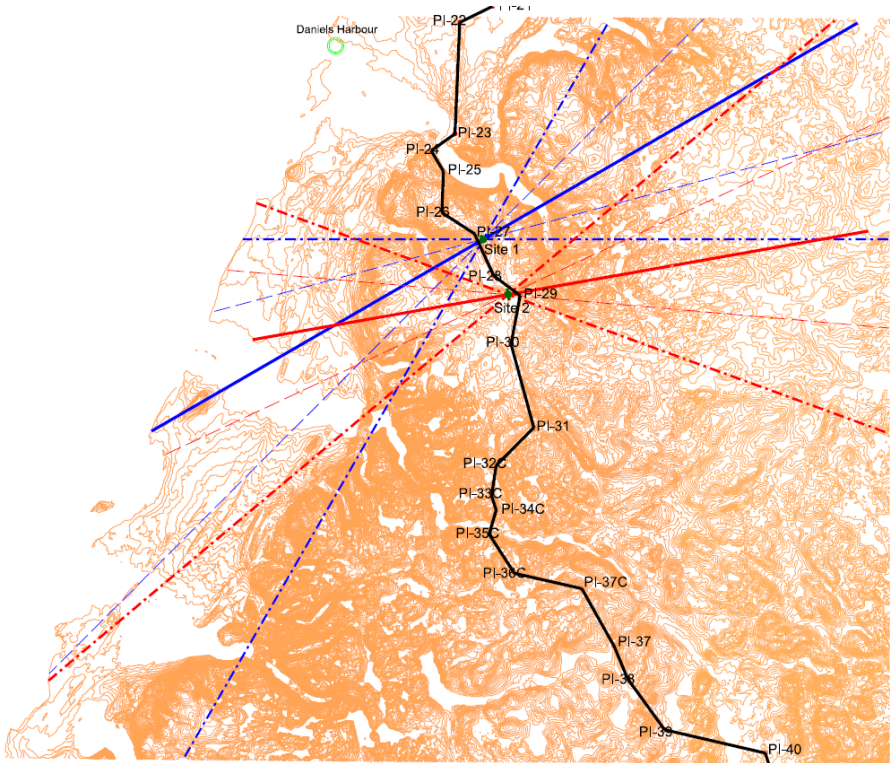 PI-21
PI-22
Daniels Harbour
PI-23
PI-24
PI-25
PI-26
PI-27
Site 1
PI-28
PI-29
Site 2
PI-30
PI-31
PI-32C
PI-33C
PI-34C
PI-35C
PI-36C
PI-37C
PI-37
PI-38
PI-39
PI-40